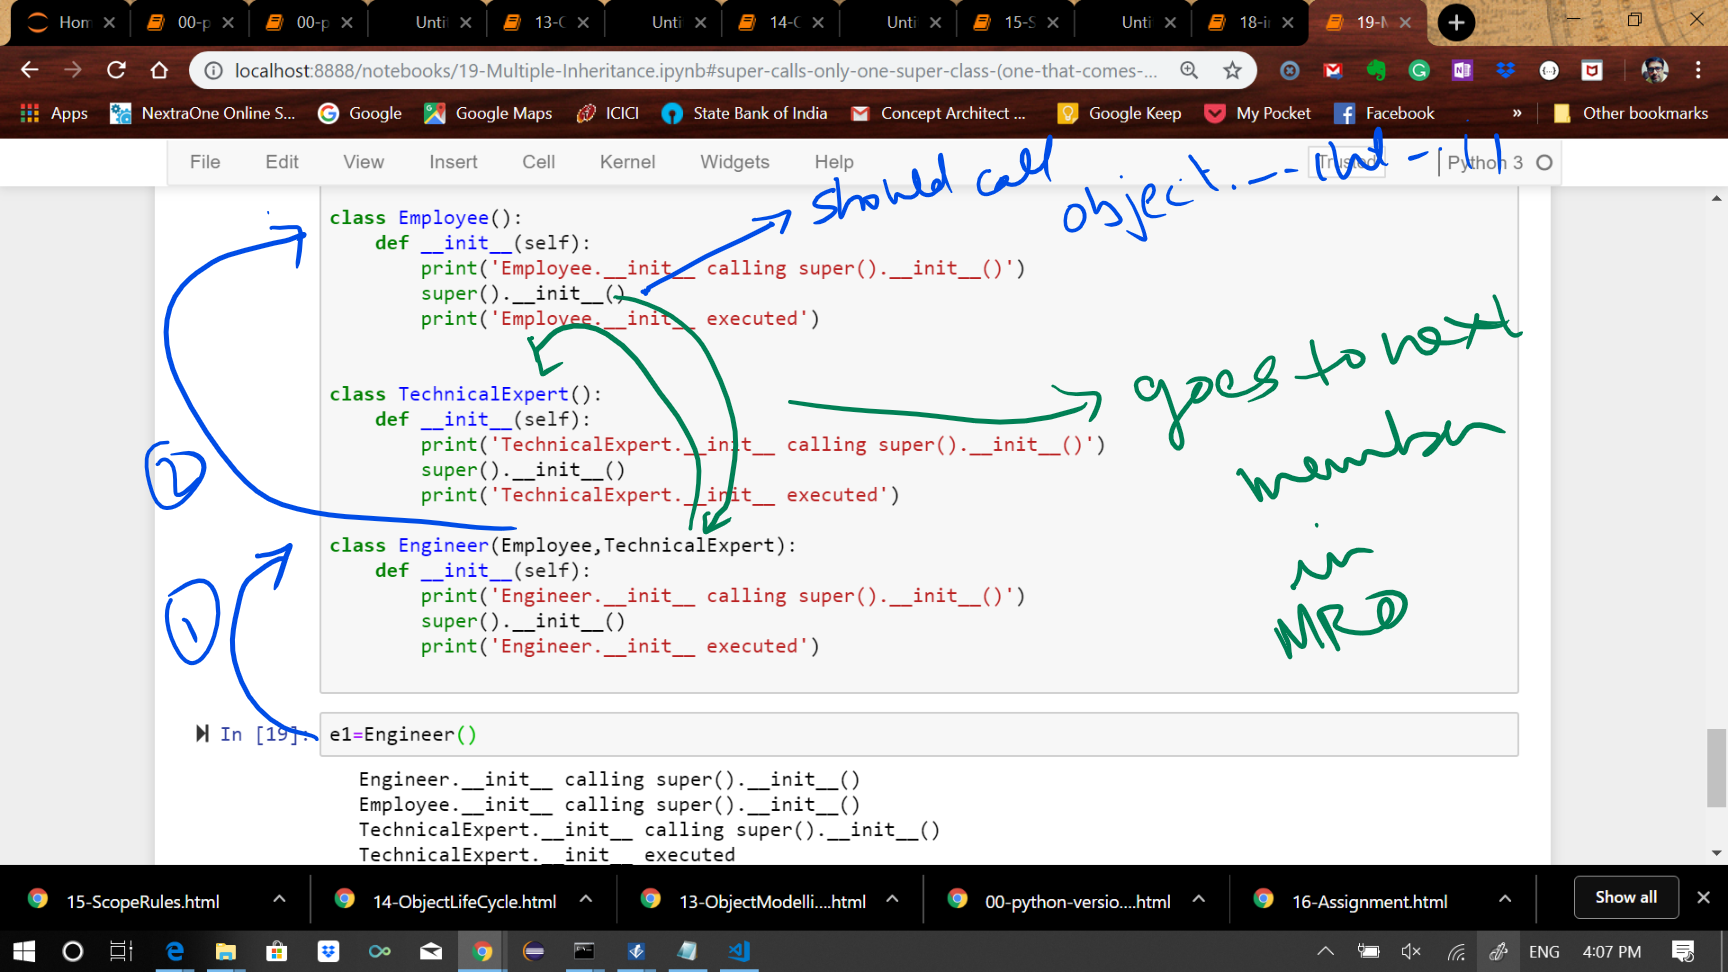 Hom
00-p
00-p
Unti
13-C
Unti
14-C
Unti
15-S
Unti
18-i
19-M
localhost:8888/notebooks/19-Multiple-Inheritance.ipynb#super-calls-only-one-super-class-(one-that-comes-...
Apps NextraOne Online S... Google Google Maps ICICI State Bank of India Concept Architect ... Google Keep My Pocket Facebook » Other bookmarks
File Edit View Insert Cell Kernel Widgets Help Trusted Python 3
should call object.__init__()
class Employee():
def __init__(self):
print('Employee.__init__ calling super().__init__()')
super().__init__()
print('Employee.__init__ executed')
goes to next
member
in
MRO
class TechnicalExpert():
def __init__(self):
print('TechnicalExpert.__init__ calling super().__init__()')
super().__init__()
print('TechnicalExpert.__init__ executed')
2
class Engineer(Employee,TechnicalExpert):
def __init__(self):
print('Engineer.__init__ calling super().__init__()')
super().__init__()
print('Engineer.__init__ executed')
1
In [19]: e1=Engineer()
Engineer.__init__ calling super().__init__()
Employee.__init__ calling super().__init__()
TechnicalExpert.__init__ calling super().__init__()
TechnicalExpert.__init__ executed
15-ScopeRules.html 14-ObjectLifeCycle.html 13-ObjectModelli....html 00-python-versio....html 16-Assignment.html Show all
ENG 4:07 PM